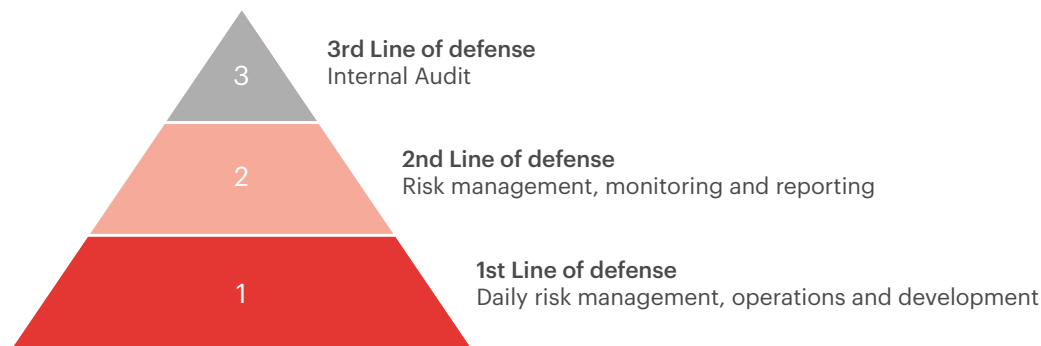 3
3rd Line of defense
Internal Audit
2
2nd Line of defense
Risk management, monitoring and reporting
1
1st Line of defense
Daily risk management, operations and development